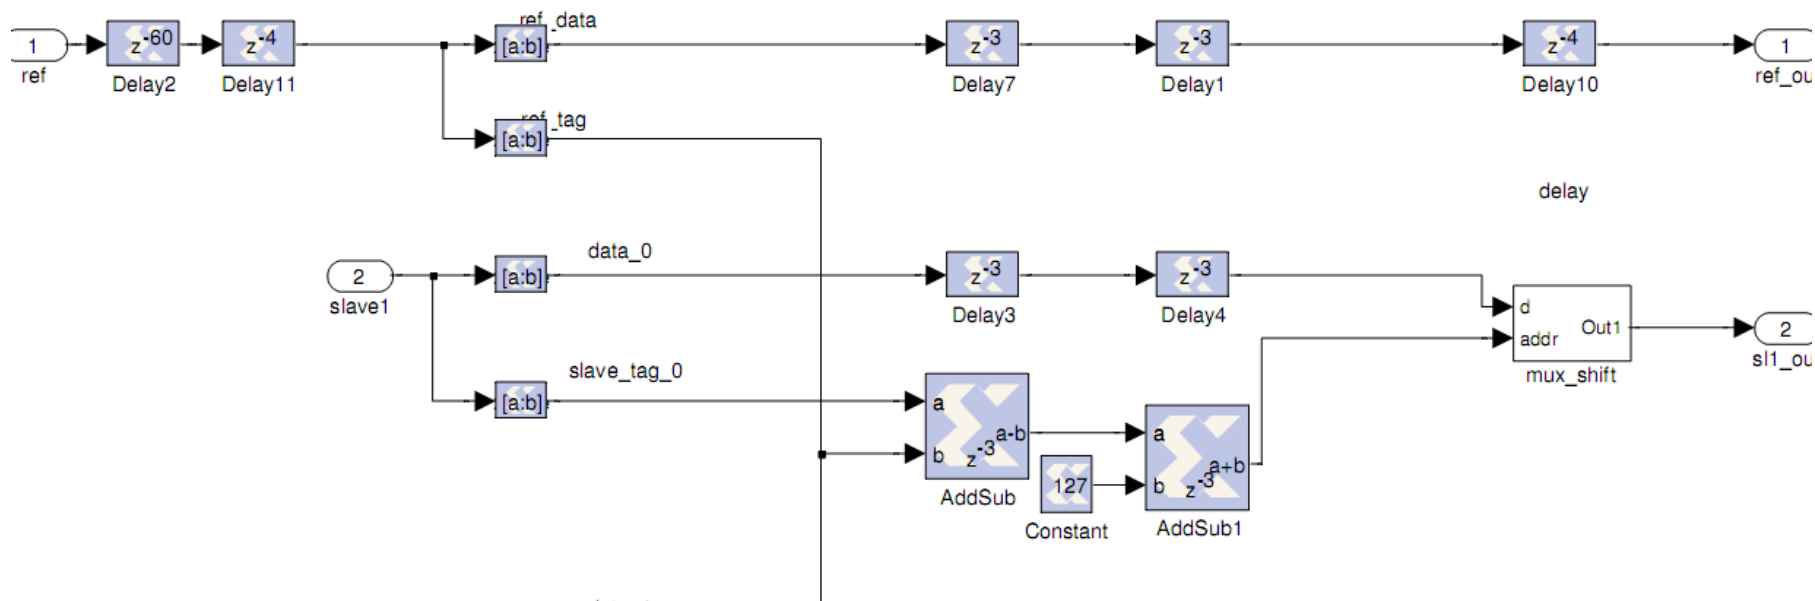 1
ref
z-60
Delay2
z-4
Delay11
ref_data
[a:b]
z-3
Delay7
z-3
Delay1
z-4
Delay10
1
ref_ou
ref_tag
[a:b]
delay
2
slave1
data_0
[a:b]
z-3
Delay3
z-3
Delay4
d
addr
Out1
mux_shift
2
sl1_ou
slave_tag_0
[a:b]
a
b
a-b
z-3
AddSub
127
Constant
a
b
a+b
z-3
AddSub1